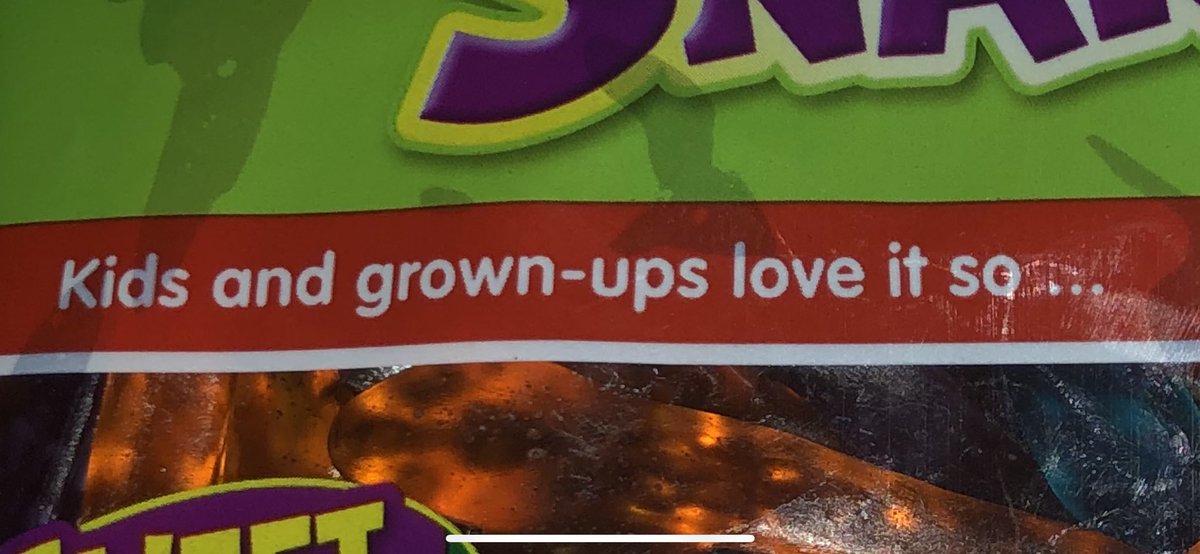 Kids and grown-ups love it so ...